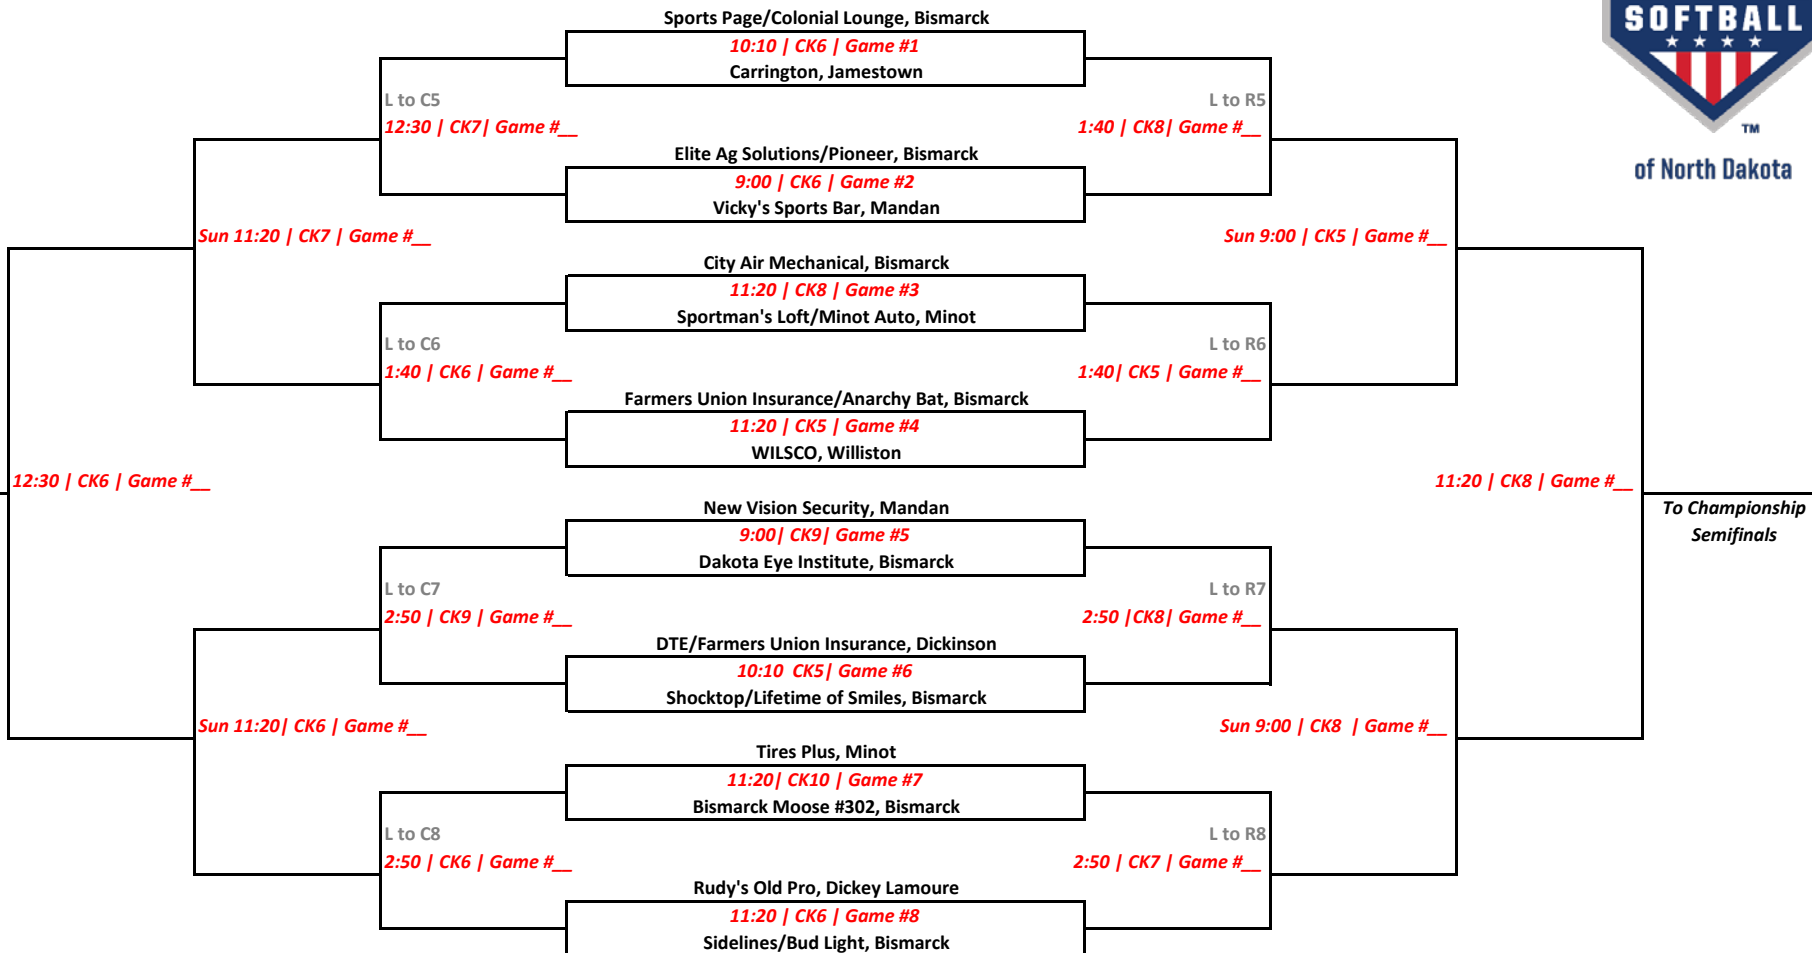 SOFTBALL
TM
of North Dakota
Sports Page/Colonial Lounge, Bismarck
10:10 | CK6 | Game #1
Carrington, Jamestown
L to C5
L to R5
12:30 | CK7| Game #__
1:40 | CK8| Game #__
Elite Ag Solutions/Pioneer, Bismarck
9:00 | CK6 | Game #2
Vicky's Sports Bar, Mandan
Sun 11:20 | CK7 | Game #__
Sun 9:00 | CK5 | Game #__
City Air Mechanical, Bismarck
11:20 | CK8 | Game #3
Sportman's Loft/Minot Auto, Minot
L to C6
L to R6
1:40 | CK6 | Game #__
1:40| CK5 | Game #__
Farmers Union Insurance/Anarchy Bat, Bismarck
11:20 | CK5 | Game #4
WILSCO, Williston
12:30 | CK6 | Game #__
11:20 | CK8 | Game #__
New Vision Security, Mandan
To Championship
Semifinals
9:00| CK9| Game #5
Dakota Eye Institute, Bismarck
L to C7
L to R7
2:50 | CK9 | Game #__
2:50 |CK8| Game #__
DTE/Farmers Union Insurance, Dickinson
10:10  CK5| Game #6
Shocktop/Lifetime of Smiles, Bismarck
Sun 11:20| CK6 | Game #__
Sun 9:00 | CK8  | Game #__
Tires Plus, Minot
11:20| CK10 | Game #7
Bismarck Moose #302, Bismarck
L to C8
L to R8
2:50 | CK6 | Game #__
2:50 | CK7 | Game #__
Rudy's Old Pro, Dickey Lamoure
11:20 | CK6 | Game #8
Sidelines/Bud Light, Bismarck